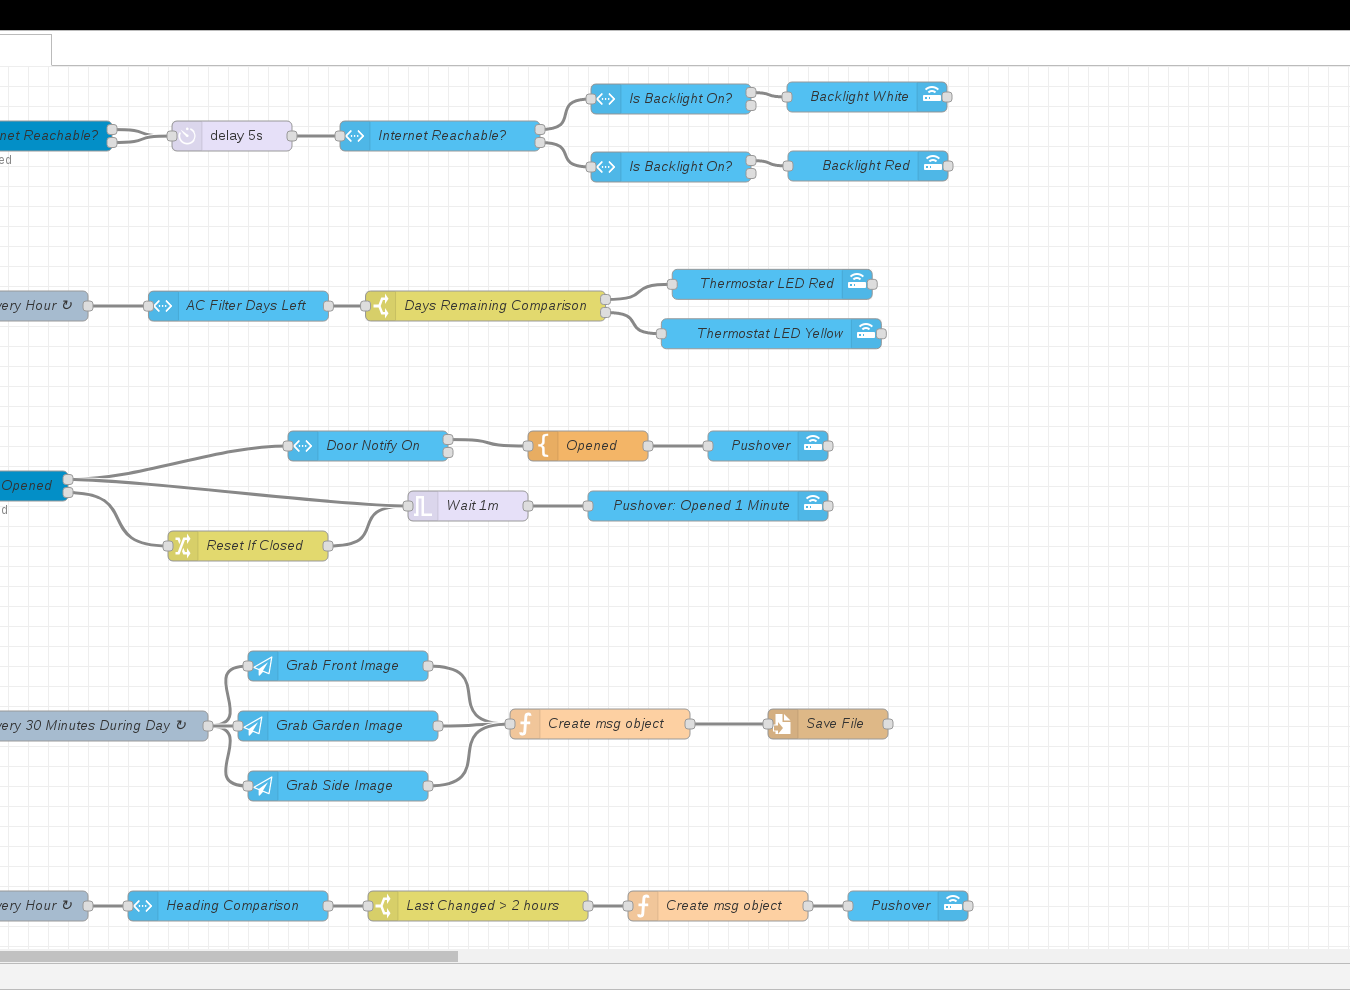 Is Backlight On?
Backlight White
net Reachable?
delay 5s
Internet Reachable?
ed
Is Backlight On?
Backlight Red
Thermostar LED Red
very Hour ↻
AC Filter Days Left
Days Remaining Comparison
Thermostat LED Yellow
Door Notify On
Opened
Pushover
Opened
d
Wait 1m
Pushover: Opened 1 Minute
Reset If Closed
Grab Front Image
very 30 Minutes During Day ↻
Grab Garden Image
Create msg object
Save File
Grab Side Image
very Hour ↻
Heading Comparison
Last Changed > 2 hours
Create msg object
Pushover